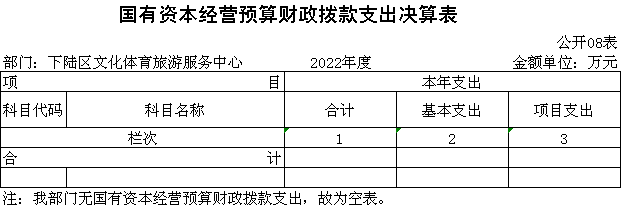 国有资本经营预算财政拨款支出决算表
公开08表
部门：下陆区文化体育旅游服务中心 2022年度 金额单位：万元
项 目 本年支出
科目代码 科目名称 合计 基本支出 项目支出
栏次 1 2 3
合 计
注：我部门无国有资本经营预算财政拨款支出，故为空表。